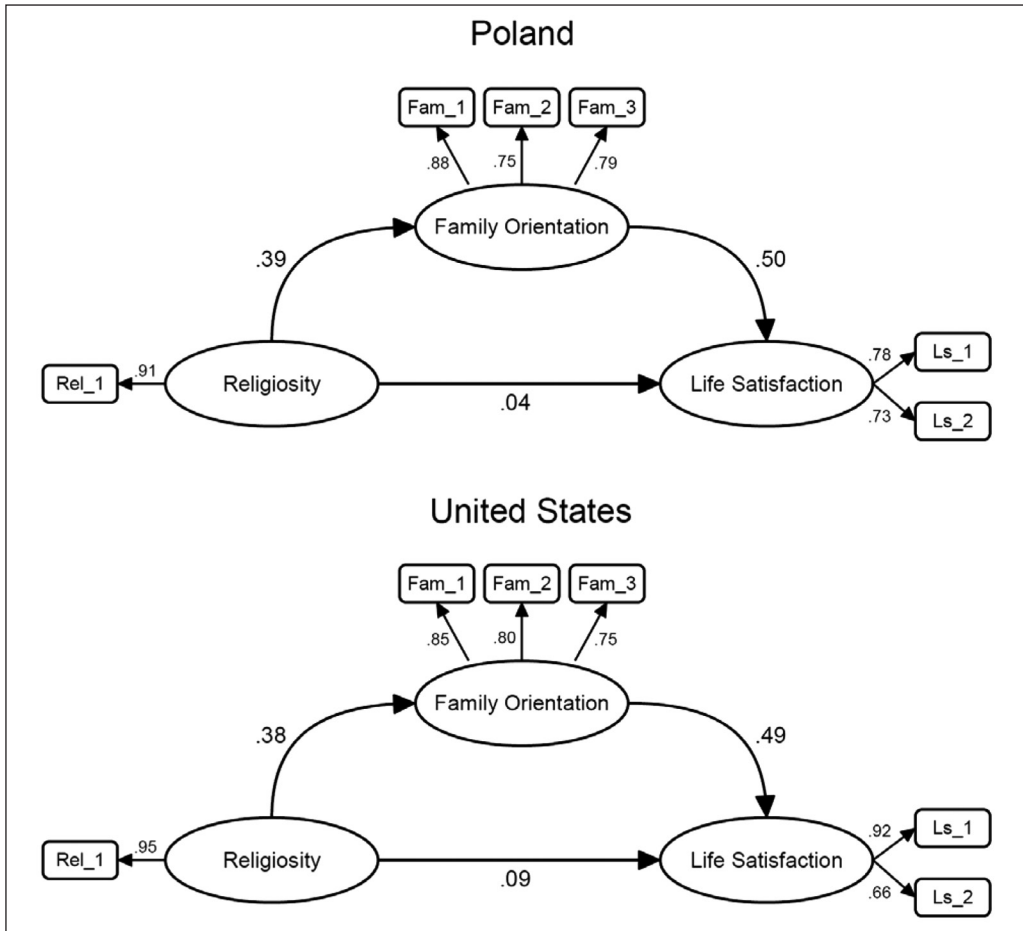 Poland
Fam_1 Fam_2 Fam_3
.88 .75 .79
Family Orientation
.39 .50
Rel_1 .91 Religiosity .04 Life Satisfaction .78 Ls_1
.73 Ls_2
United States
Fam_1 Fam_2 Fam_3
.85 .80 .75
Family Orientation
.38 .49
Rel_1 .95 Religiosity .09 Life Satisfaction .92 Ls_1
.66 Ls_2